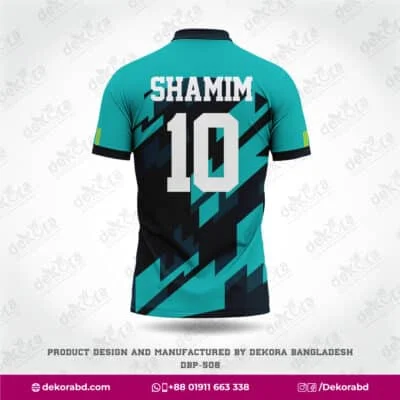 SHAMIM
10
PRODUCT DESIGN AND MANUFACTURED BY DEKORA BANGLADESH
DBP-508
dekorabd.com | +88 01911 663 338 | /Dekorabd